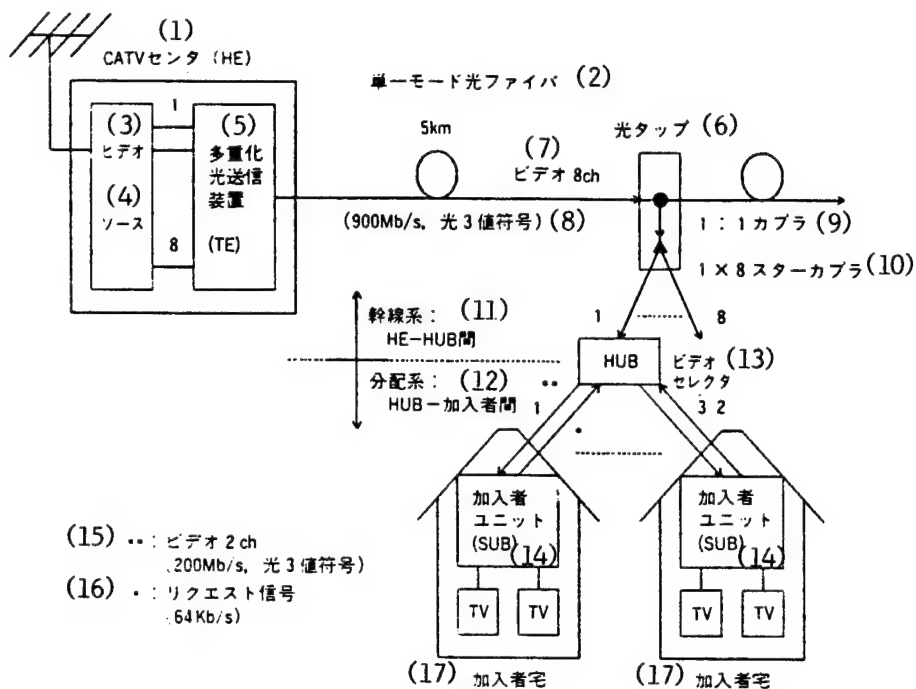 (1)
CATVセンタ (HE)
単一モード光ファイバ (2)
(3)
ビデオ
(4)
ソース
1
8
(5)
多重化
光送信
装置
(TE)
5km
(7)
ビデオ 8ch
(900Mb/s, 光3値符号) (8)
光タップ (6)
1 : 1 カプラ (9)
1×8スターカプラ (10)
幹線系: (11)
HE-HUB間
分配系: (12)
HUB-加入者間
1
8
HUB
ビデオ (13)
セレクタ
••
1
32
•
加入者
ユニット
(SUB)
(14)
TV
TV
加入者
ユニット
(SUB)
(14)
TV
TV
(15) ••: ビデオ2ch
(200Mb/s, 光3値符号)
(16) •: リクエスト信号
64Kb/s)
(17) 加入者宅
(17) 加入者宅